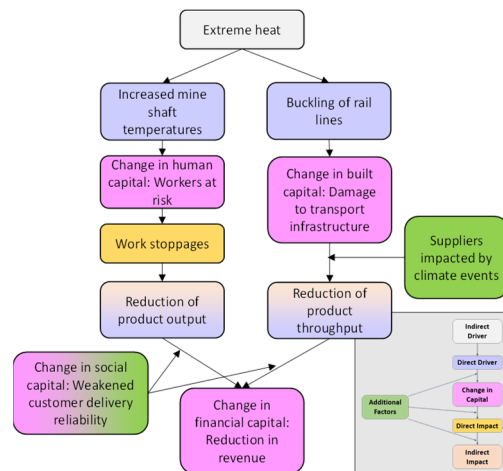 Extreme heat
Increased mine
shaft
temperatures
Buckling of rail
lines
Change in human
capital: Workers at
risk
Change in built
capital: Damage
to transport
infrastructure
Work stoppages
Suppliers
impacted by
climate events
Reduction of
product output
Reduction of
product
throughput
Change in social
capital: Weakened
customer delivery
reliability
Change in
financial capital:
Reduction in
revenue
Indirect
Driver
Direct Driver
Change in
Capital
Additional
Factors
Direct Impact
Indirect
Impact